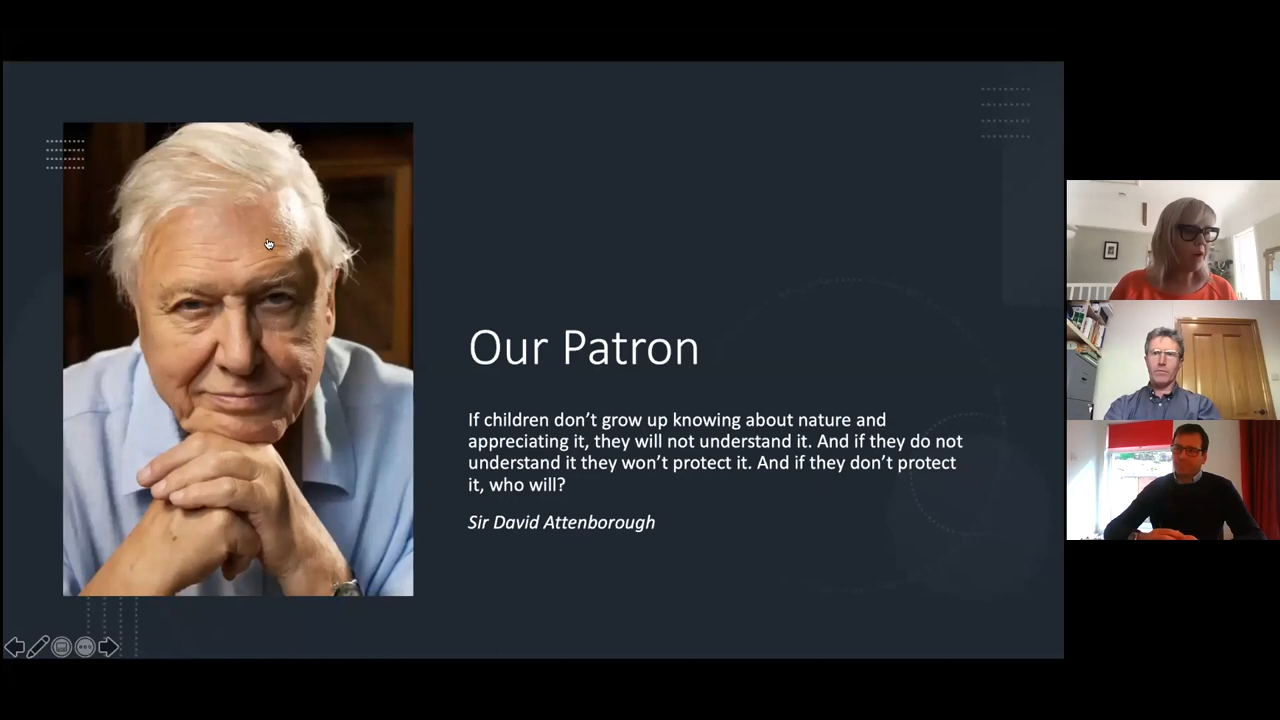 Our Patron
If children don’t grow up knowing about nature and
appreciating it, they will not understand it. And if they do not
understand it they won’t protect it. And if they don’t protect
it, who will?
Sir David Attenborough